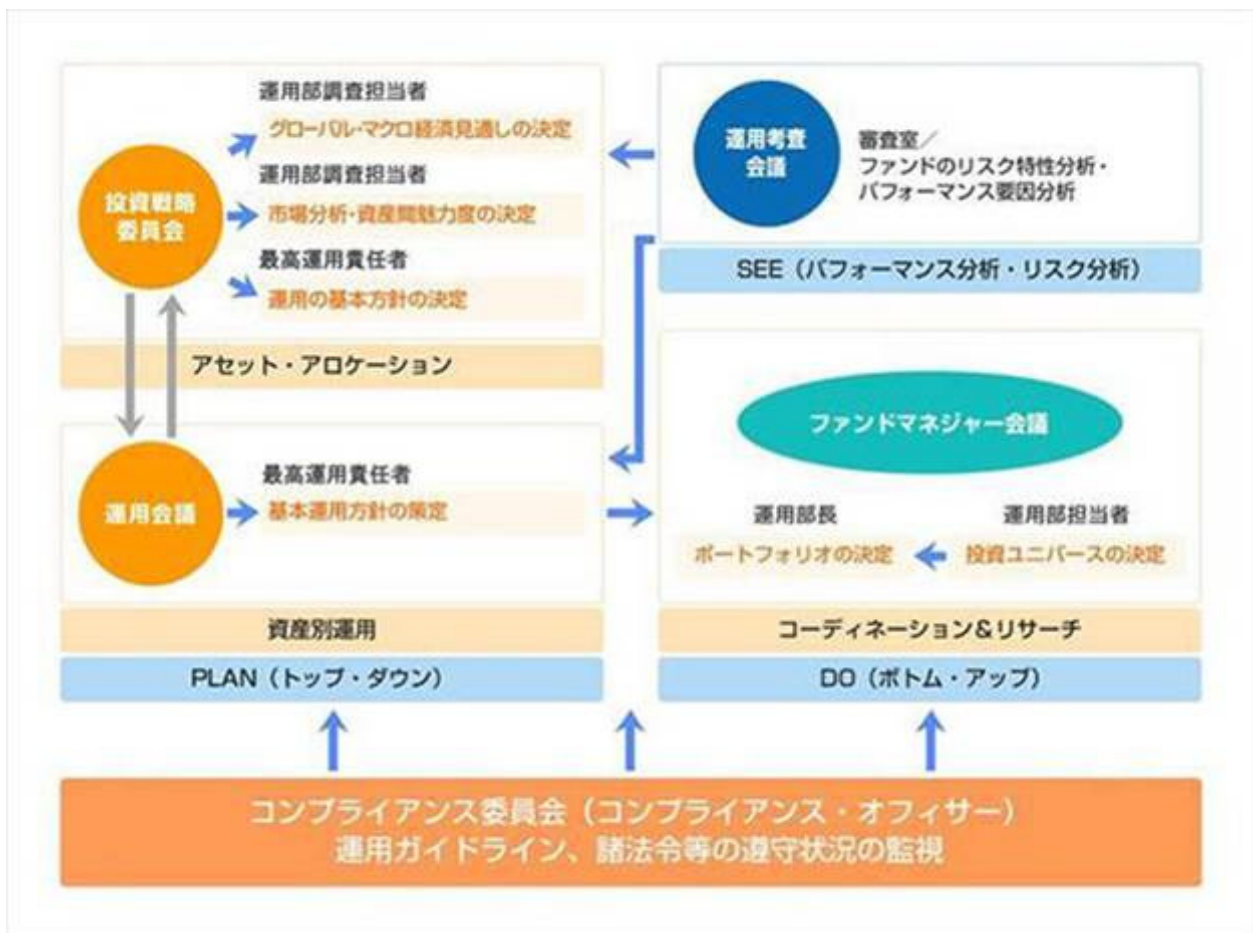 運用部調査担当者
グローバル・マクロ経済見通しの決定
投資戦略
委員会
運用部調査担当者
市場分析・資産間魅力度の決定
最高運用責任者
運用の基本方針の決定
アセット・アロケーション
運用会議
最高運用責任者
基本運用方針の策定
資産別運用
PLAN（トップ・ダウン）
運用考査
会議
審査室／
ファンドのリスク特性分析・
パフォーマンス要因分析
SEE（パフォーマンス分析・リスク分析）
ファンドマネジャー会議
運用部長
ポートフォリオの決定
運用部担当者
投資ユニバースの決定
コーディネーション&リサーチ
DO（ボトム・アップ）
コンプライアンス委員会（コンプライアンス・オフィサー）
運用ガイドライン、諸法令等の遵守状況の監視